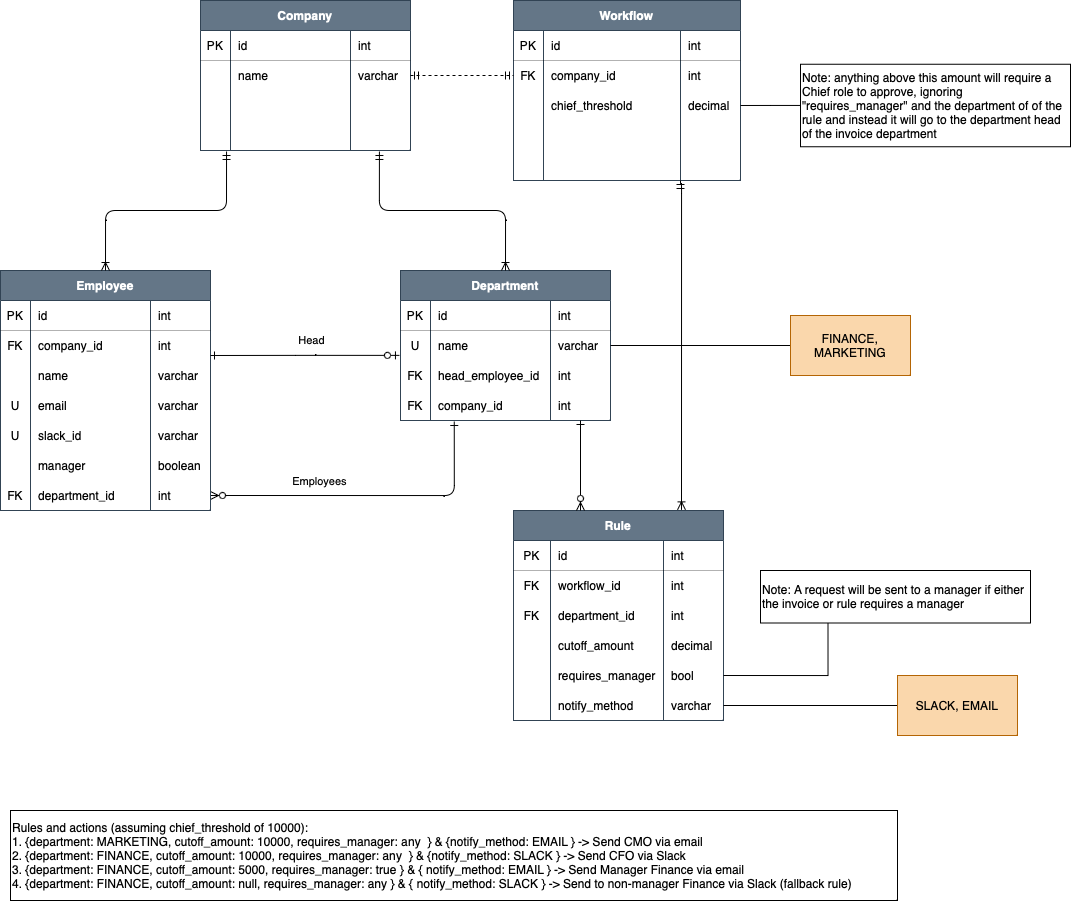 Company
PK id int
name varchar
Workflow
PK id int
FK company_id int
chief_threshold decimal
Note: anything above this amount will require a
Chief role to approve, ignoring
"requires_manager" and the department of of the
rule and instead it will go to the department head
of the invoice department
Employee
PK id int
FK company_id int
name varchar
U email varchar
U slack_id varchar
manager boolean
FK department_id int
Head
Employees
Department
PK id int
U name varchar
FK head_employee_id int
FK company_id int
FINANCE,
MARKETING
Rule
PK id int
FK workflow_id int
FK department_id int
cutoff_amount decimal
requires_manager bool
notify_method varchar
Note: A request will be sent to a manager if either
the invoice or rule requires a manager
SLACK, EMAIL
Rules and actions (assuming chief_threshold of 10000):
1. {department: MARKETING, cutoff_amount: 10000, requires_manager: any  } & {notify_method: EMAIL } -> Send CMO via email
2. {department: FINANCE, cutoff_amount: 10000, requires_manager: any  } & {notify_method: SLACK } -> Send CFO via Slack
3. {department: FINANCE, cutoff_amount: 5000, requires_manager: true } & { notify_method: EMAIL } -> Send Manager Finance via email
4. {department: FINANCE, cutoff_amount: null, requires_manager: any } & { notify_method: SLACK } -> Send to non-manager Finance via Slack (fallback rule)